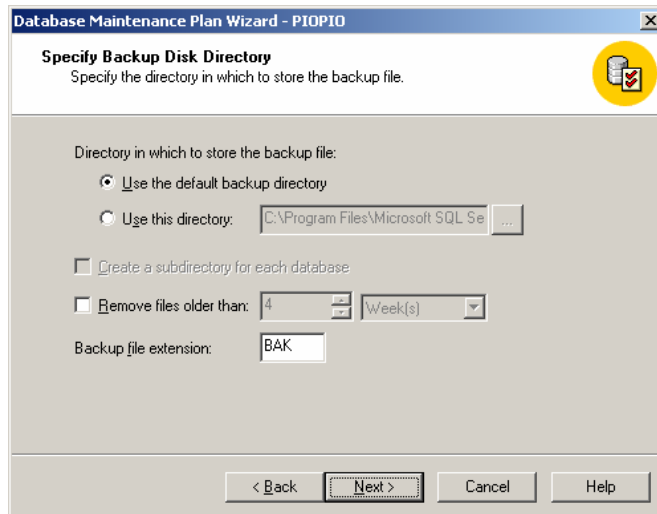 Database Maintenance Plan Wizard - PIOPIO
Specify Backup Disk Directory
Specify the directory in which to store the backup file.
Directory in which to store the backup file:
Use the default backup directory
Use this directory: C:\Program Files\Microsoft SQL Se ...
Create a subdirectory for each database
Remove files older than: 4 Week(s)
Backup file extension: BAK
< Back Next > Cancel Help